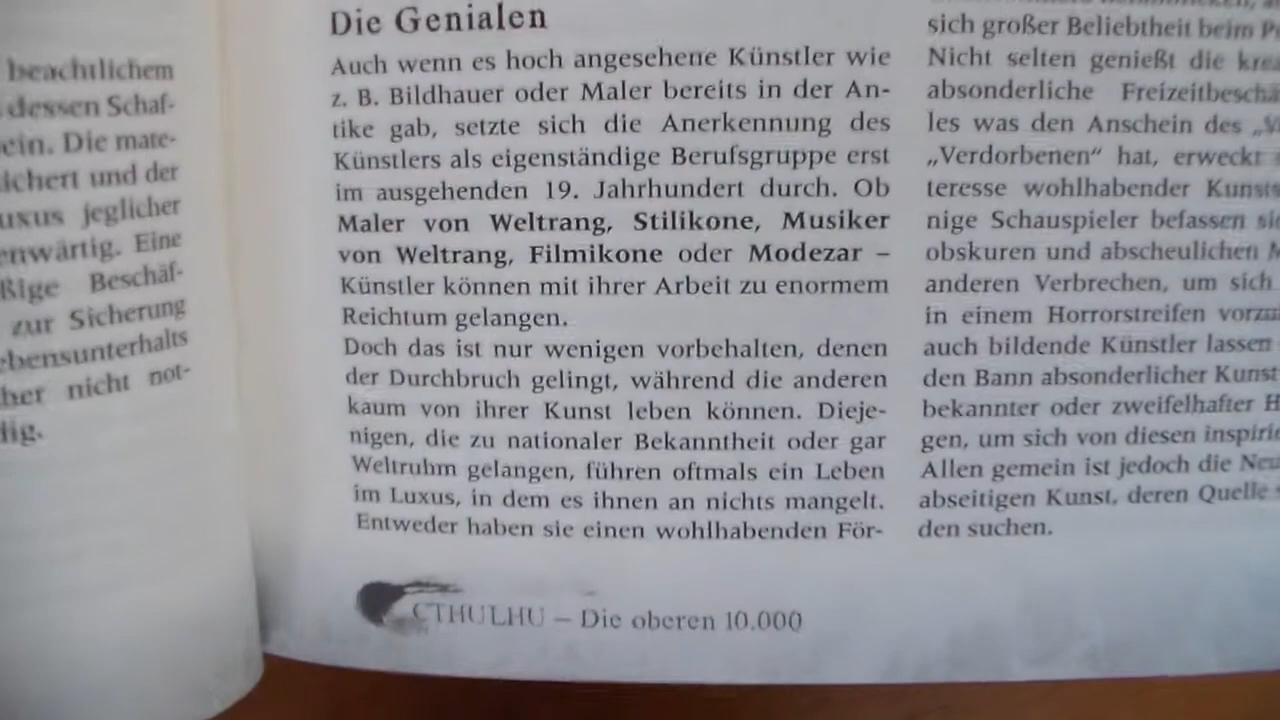 beachtlichem
dessen Schaf-
ein. Die mate-
ichert und der
uxus jeglicher
enwärtig. Eine
ßige Beschäf-
zur Sicherung
ebensunterhalts
her nicht not-
dig.
Die Genialen
Auch wenn es hoch angesehene Künstler wie
z. B. Bildhauer oder Maler bereits in der An-
tike gab, setzte sich die Anerkennung des
Künstlers als eigenständige Berufsgruppe erst
im ausgehenden 19. Jahrhundert durch. Ob
Maler von Weltrang, Stilikone, Musiker
von Weltrang, Filmikone oder Modezar –
Künstler können mit ihrer Arbeit zu enormem
Reichtum gelangen.
Doch das ist nur wenigen vorbehalten, denen
der Durchbruch gelingt, während die anderen
kaum von ihrer Kunst leben können. Dieje-
nigen, die zu nationaler Bekanntheit oder gar
Weltruhm gelangen, führen oftmals ein Leben
im Luxus, in dem es ihnen an nichts mangelt.
Entweder haben sie einen wohlhabenden För-
sich großer Beliebtheit beim
Nicht selten genießt die
absonderliche Freizeitbeschä
les was den Anschein des
„Verdorbenen“ hat, erweckt
teresse wohlhabender Kunst
nige Schauspieler befassen
obskuren und abscheulichen
anderen Verbrechen, um sich
in einem Horrorstreifen
auch bildende Künstler lassen
den Bann absonderlicher Kunst
bekannter oder zweifelhafter H
gen, um sich von diesen inspirie
Allen gemein ist jedoch die
abseitigen Kunst, deren Quelle
den suchen.
CTHULHU – Die oberen 10.000